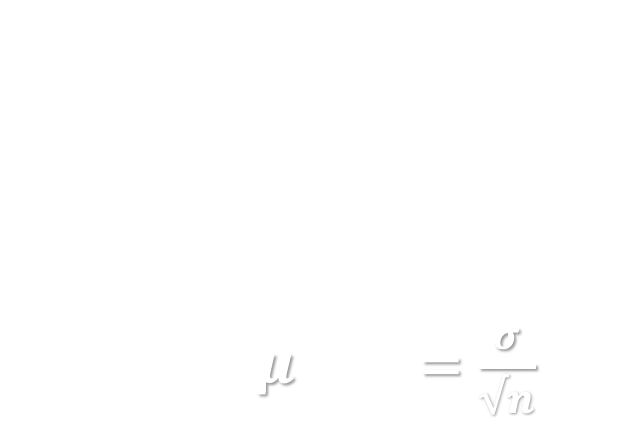 μ = σ/√n